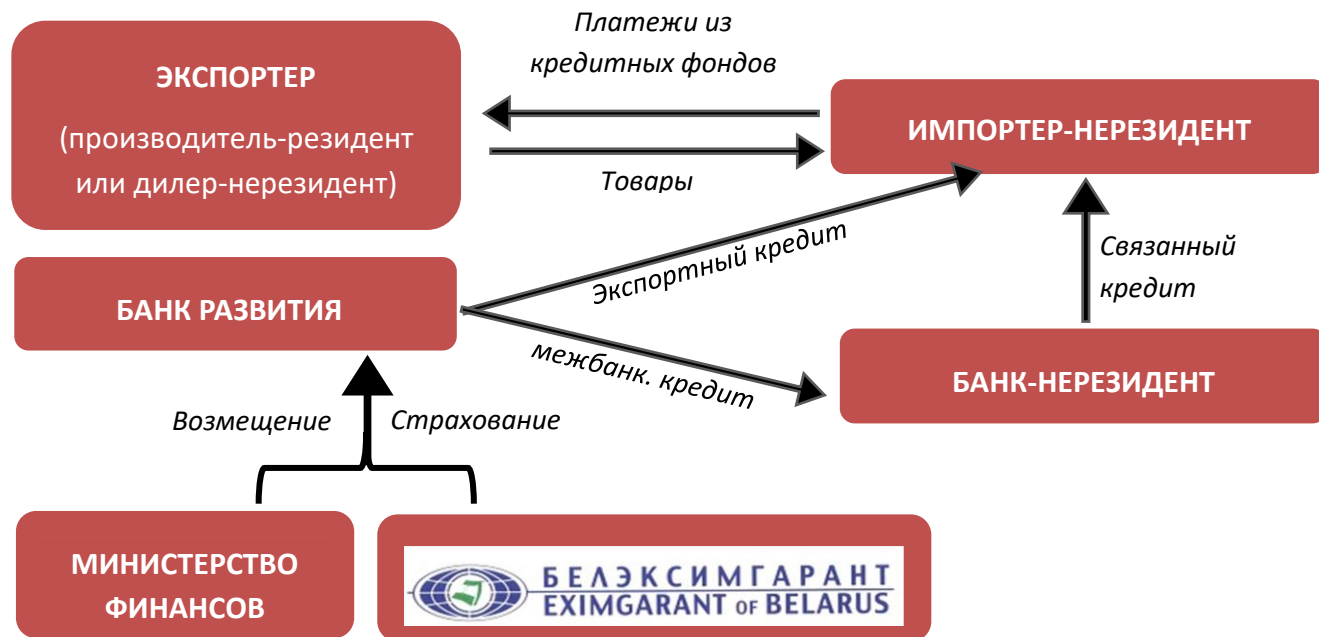 Платежи из
кредитных фондов
ЭКСПОРТЕР
(производитель-резидент
или дилер-нерезидент)
ИМПОРТЕР-НЕРЕЗИДЕНТ
Товары
Экспортный кредит
Связанный
кредит
БАНК РАЗВИТИЯ
межбанк. кредит
БАНК-НЕРЕЗИДЕНТ
Возмещение
Страхование
МИНИСТЕРСТВО
ФИНАНСОВ
БЕЛЭКСИМГАРАНТ
EXIMGARANT OF BELARUS